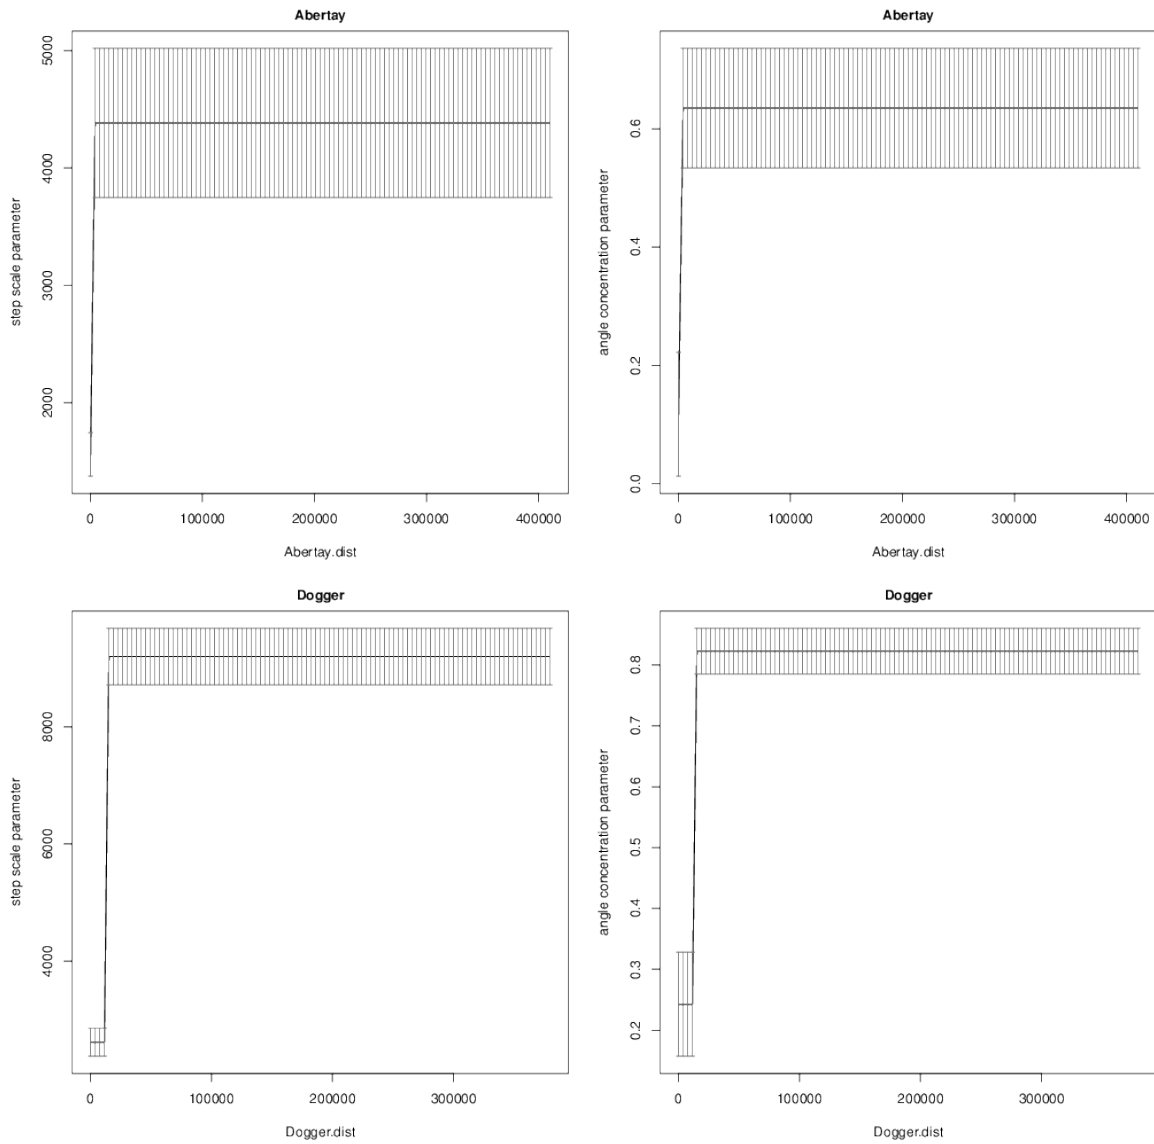 Abertay
step scale parameter
5000
4000
3000
2000
0 100000 200000 300000 400000
Abertay.dist
Abertay
angle concentration parameter
0.6
0.4
0.2
0.0
0 100000 200000 300000 400000
Abertay.dist
Dogger
step scale parameter
8000
6000
4000
0 100000 200000 300000
Dogger.dist
Dogger
angle concentration parameter
0.8
0.7
0.6
0.5
0.4
0.3
0.2
0 100000 200000 300000
Dogger.dist